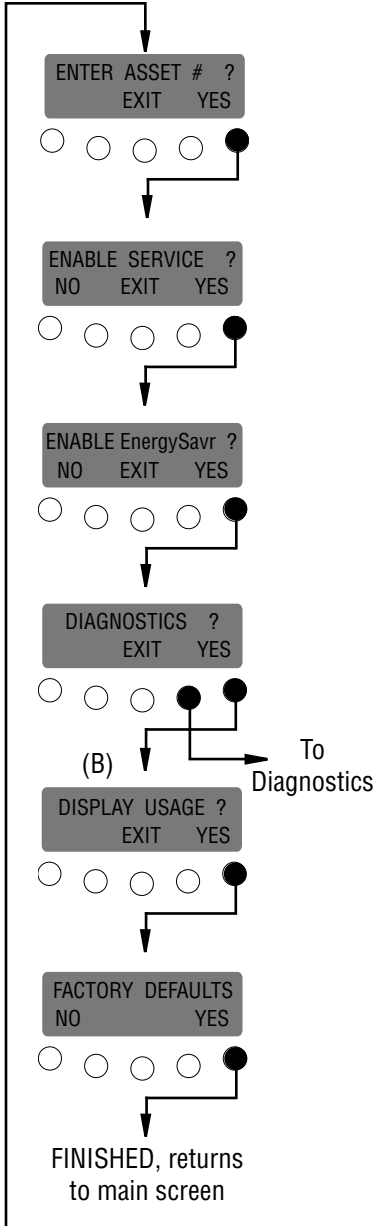 ENTER ASSET # ?
EXIT YES
ENABLE SERVICE ?
NO EXIT YES
ENABLE EnergySavr ?
NO EXIT YES
DIAGNOSTICS ?
EXIT YES
(B)
To
Diagnostics
DISPLAY USAGE ?
EXIT YES
FACTORY DEFAULTS
NO YES
FINISHED, returns
to main screen